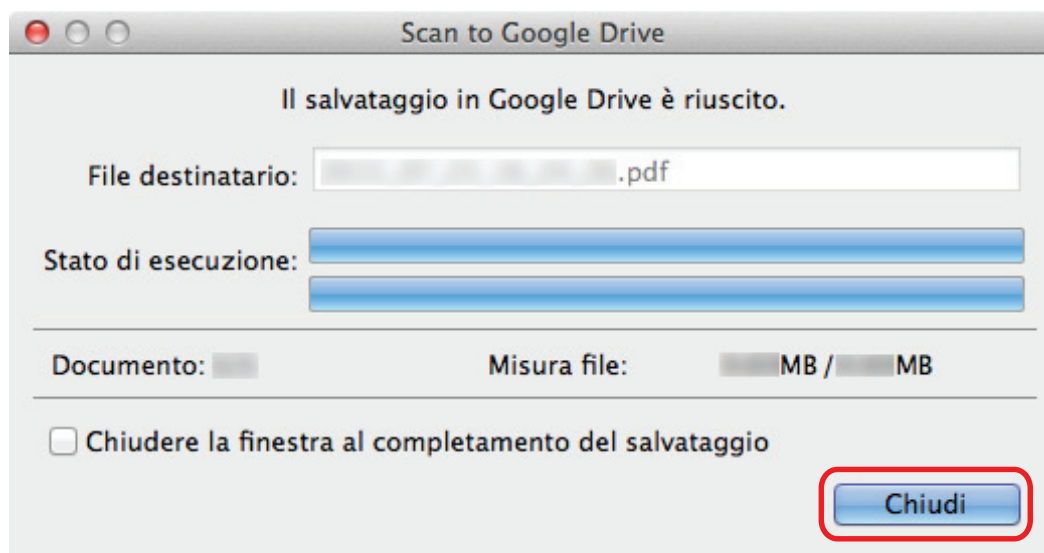 Scan to Google Drive
Il salvataggio in Google Drive è riuscito.
File destinatario: .pdf
Stato di esecuzione:
Documento: Misura file: MB / MB
Chiudere la finestra al completamento del salvataggio
Chiudi